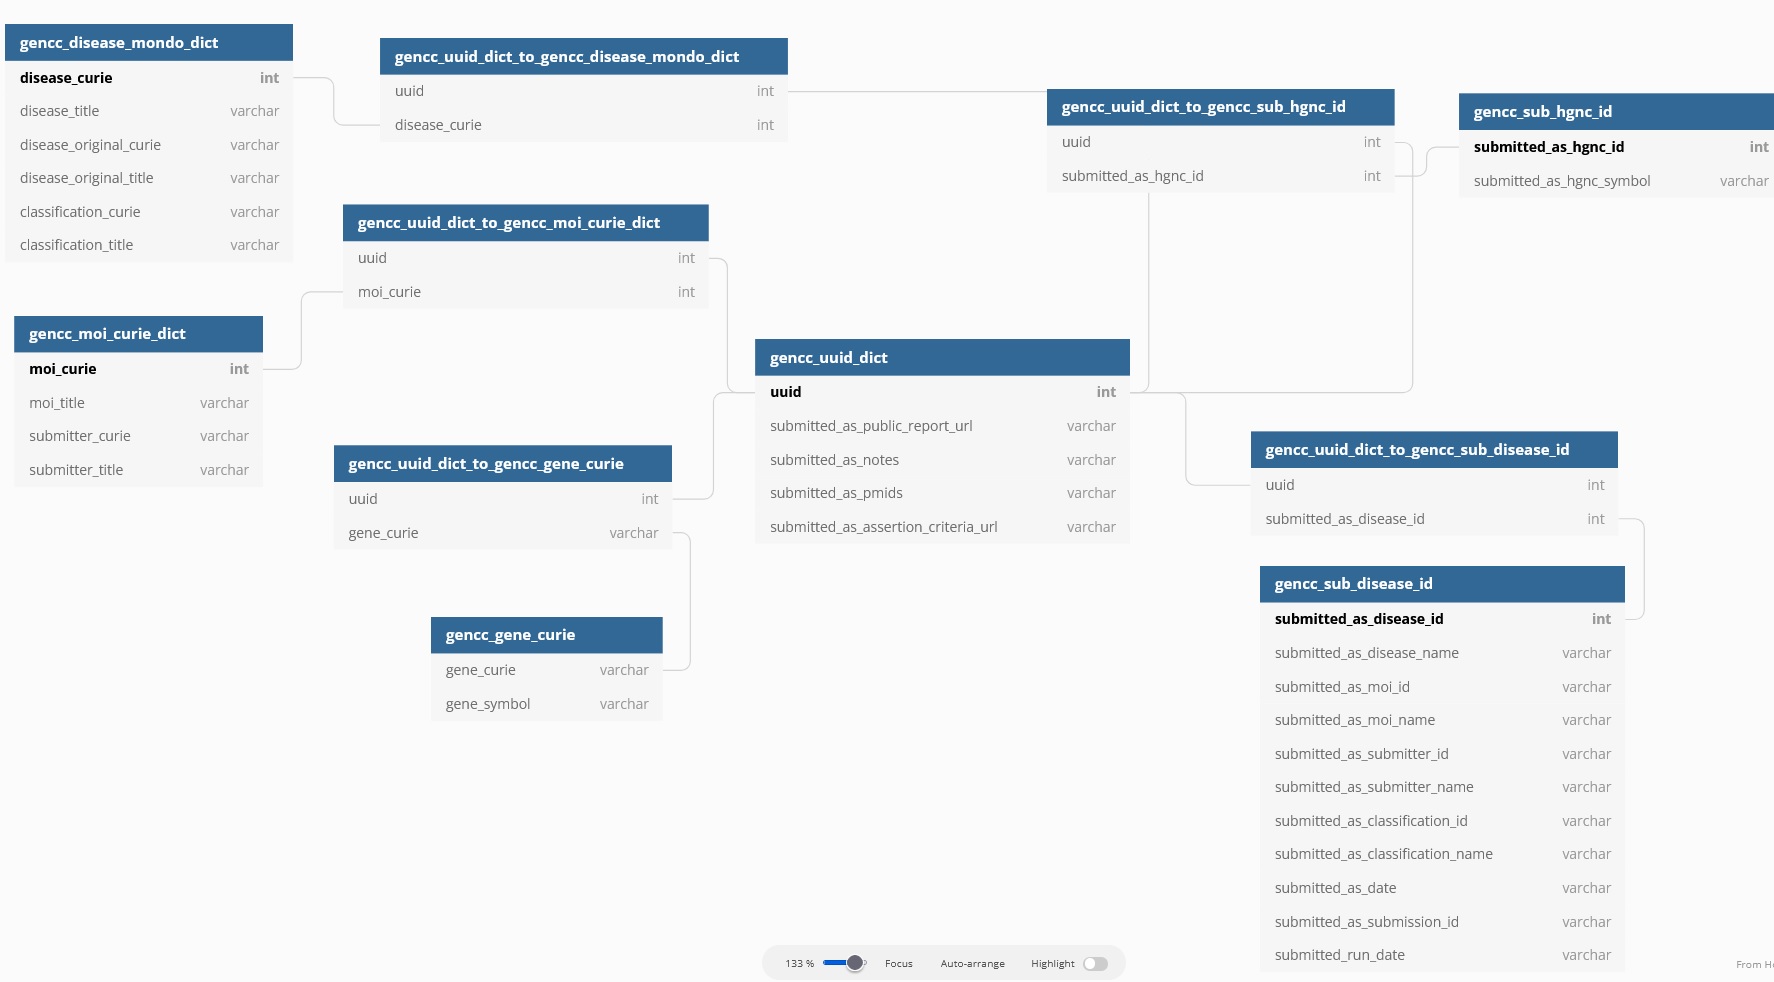 gencc_disease_mondo_dict
disease_curie int
disease_title varchar
disease_original_curie varchar
disease_original_title varchar
classification_curie varchar
classification_title varchar
gencc_uuid_dict_to_gencc_disease_mondo_dict
uuid int
disease_curie int
gencc_uuid_dict_to_gencc_sub_hgnc_id
uuid int
submitted_as_hgnc_id int
gencc_sub_hgnc_id
submitted_as_hgnc_id int
submitted_as_hgnc_symbol varchar
gencc_uuid_dict_to_gencc_moi_curie_dict
uuid int
moi_curie int
gencc_moi_curie_dict
moi_curie int
moi_title varchar
submitter_curie varchar
submitter_title varchar
gencc_uuid_dict
uuid int
submitted_as_public_report_url varchar
submitted_as_notes varchar
submitted_as_pmids varchar
submitted_as_assertion_criteria_url varchar
gencc_uuid_dict_to_gencc_gene_curie
uuid int
gene_curie varchar
gencc_gene_curie
gene_curie varchar
gene_symbol varchar
gencc_uuid_dict_to_gencc_sub_disease_id
uuid int
submitted_as_disease_id int
gencc_sub_disease_id
submitted_as_disease_id int
submitted_as_disease_name varchar
submitted_as_moi_id varchar
submitted_as_moi_name varchar
submitted_as_submitter_id varchar
submitted_as_submitter_name varchar
submitted_as_classification_id varchar
submitted_as_classification_name varchar
submitted_as_date varchar
submitted_as_submission_id varchar
submitted_run_date varchar
133 % Focus Auto-arrange Highlight
From